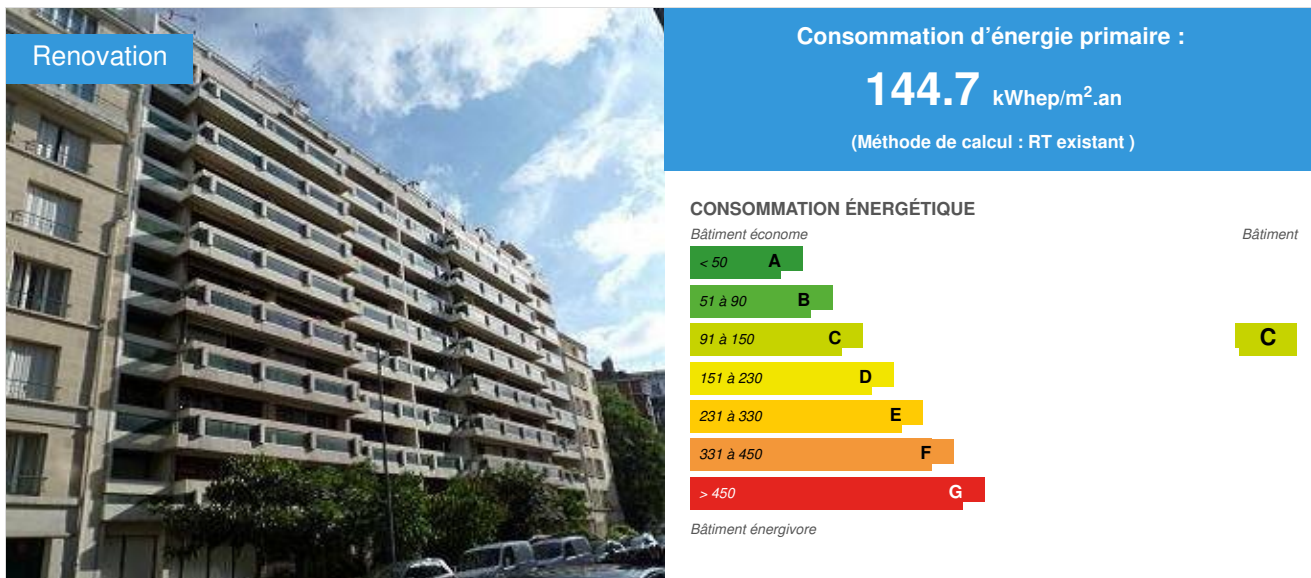 Renovation
Consommation d'énergie primaire :
144.7 kWhep/m².an
(Méthode de calcul : RT existant )
CONSOMMATION ÉNERGÉTIQUE
Bâtiment économe
Bâtiment
< 50 A
51 à 90 B
91 à 150 C
C
151 à 230 D
231 à 330 E
331 à 450 F
> 450 G
Bâtiment énergivore